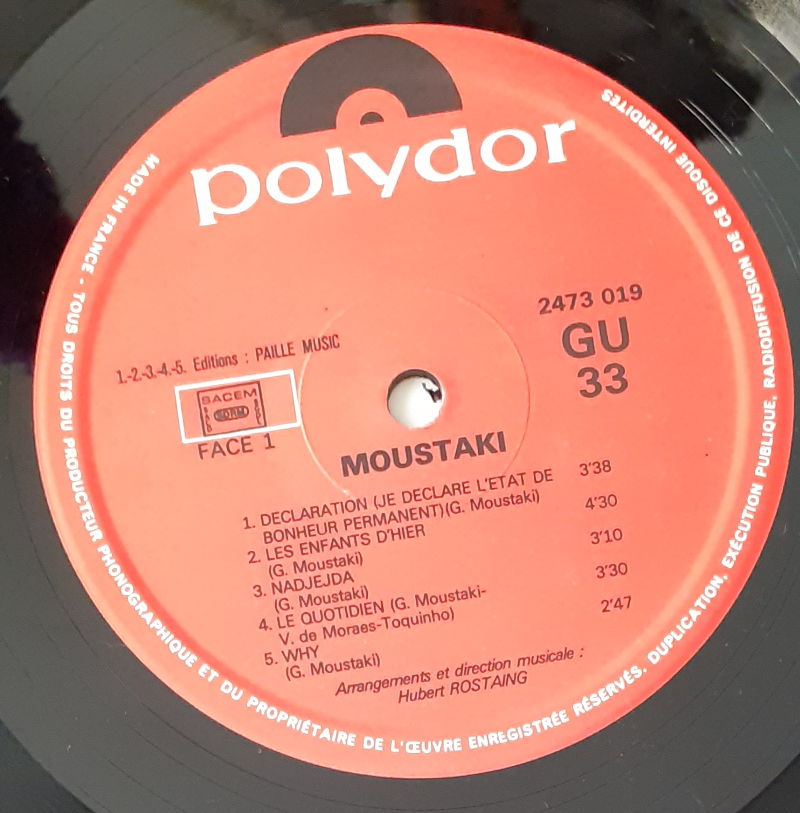 polydor
MADE IN FRANCE - TOUS DROITS DU PRODUCTEUR PHONOGRAPHIQUE ET DU PROPRIÉTAIRE DE L'ŒUVRE ENREGISTRÉE RÉSERVÉS. DUPLICATION, EXÉCUTION PUBLIQUE, RADIODIFFUSION DE CE DISQUE INTERDITES
2473 019
GU
33
1.-2.-3.-4.-5. Editions : PAILLE MUSIC
SACEM
FACE 1
MOUSTAKI
1. DECLARATION (JE DECLARE L'ETAT DE 3'38
BONHEUR PERMANENT)(G. Moustaki)
2. LES ENFANTS D'HIER 4'30
(G. Moustaki)
3. NADJEJDA 3'10
(G. Moustaki)
4. LE QUOTIDIEN (G. Moustaki- 3'30
V. de Moraes-Toquinho)
5. WHY 2'47
(G. Moustaki)
Arrangements et direction musicale :
Hubert ROSTAING